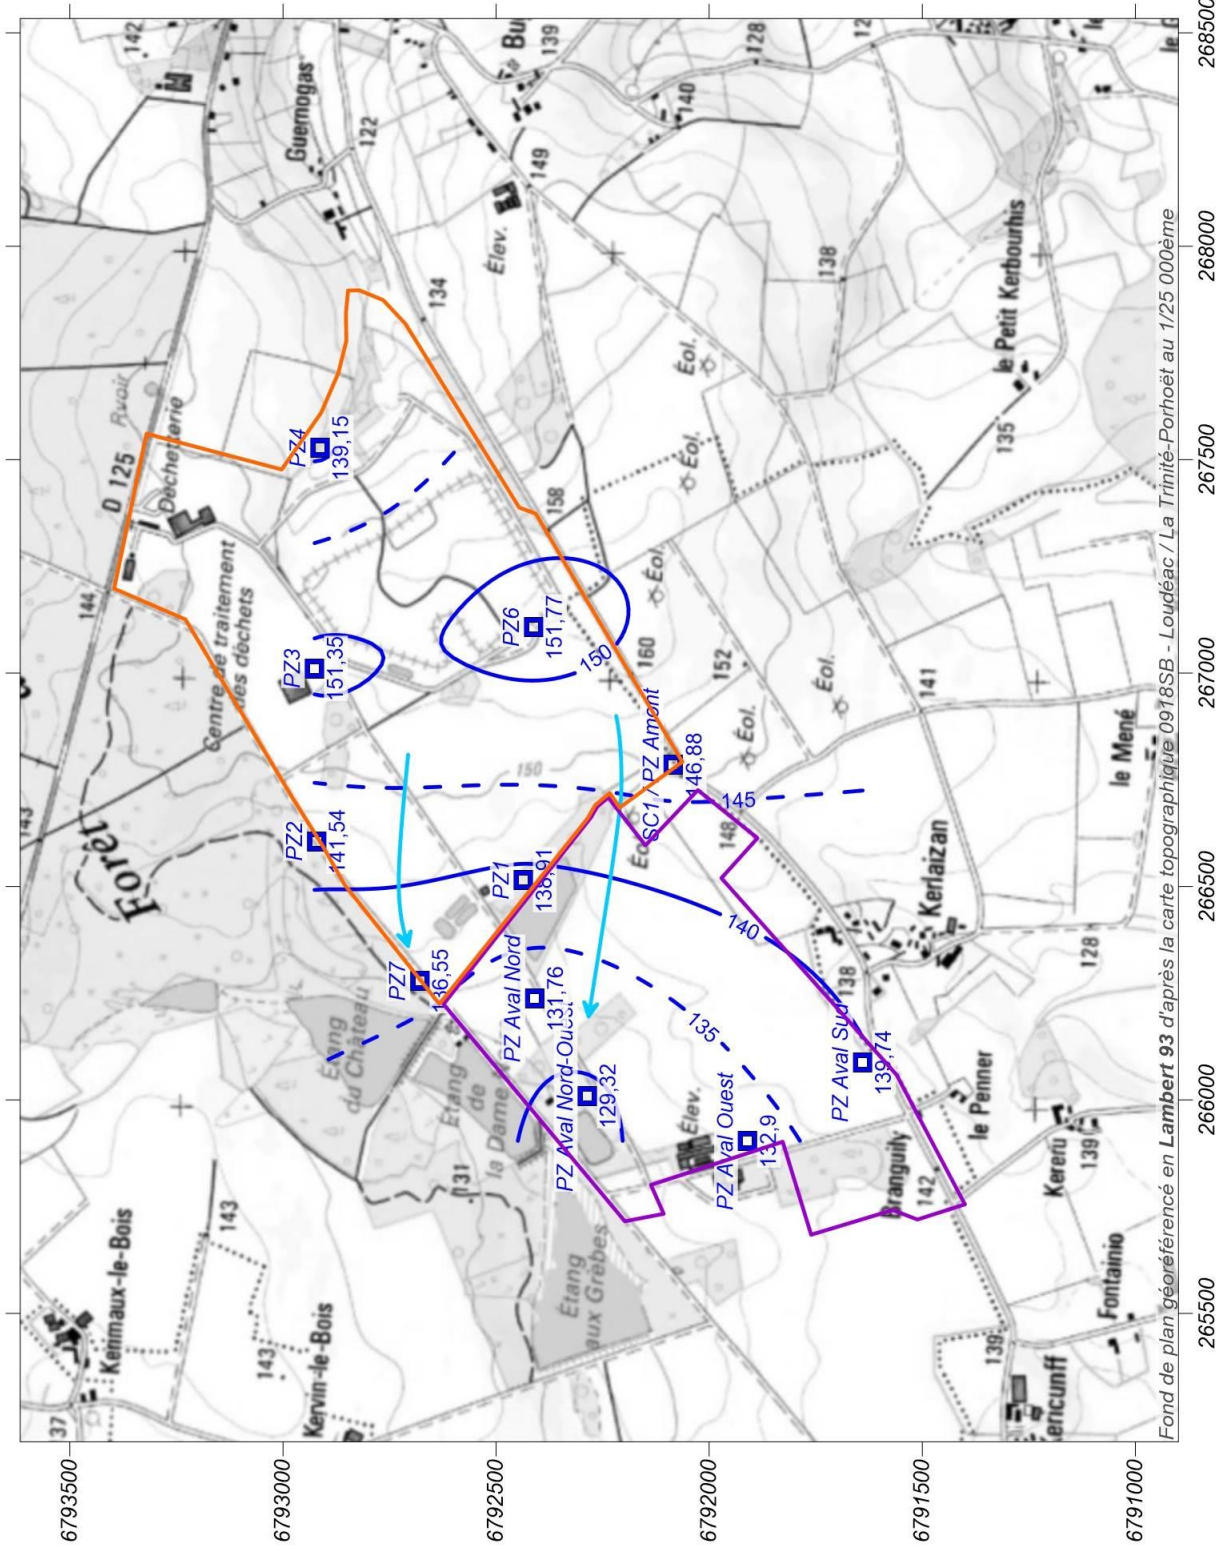 6793500
6793000
6792500
6792000
6791500
6791000
265500
266000
266500
267000
267500
268000
268500
PZ4
139,15
PZ3
151,35
PZ6
151,77
150
PZ2
141,54
SC1 / PZ Amont
146,88
145
PZ1
138,91
140
PZ7
136,55
PZ Aval Nord
131,76
PZ Aval Nord-Ouest
129,32
135
PZ Aval Ouest
132,9
PZ Aval Sud
139,74
142
Guernogas
122
139
128
140
149
Élev.
134
138
le Petit Kerbourhis
135
Éol.
Éol.
Éol.
Éol.
Éol.
158
160
152
141
le Mené
D 125
Rvoir
Déchetterie
144
Centre de traitement
des déchets
143
Forêt
150
148
Kerlaizan
128
138
Étang
du Château
Étang
de
la Dame
131
Élev.
le Penner
Branguily
142
Kereru
139
Étang
aux Grèbes
Fontainio
139
Kerimaux-le-Bois
143
143
Kervin-le-Bois
37
Fond de plan géoréférencé en Lambert 93 d'après la carte topographique 0918SB - Loudéac / La Trinité-Porhoët au 1/25 000ème